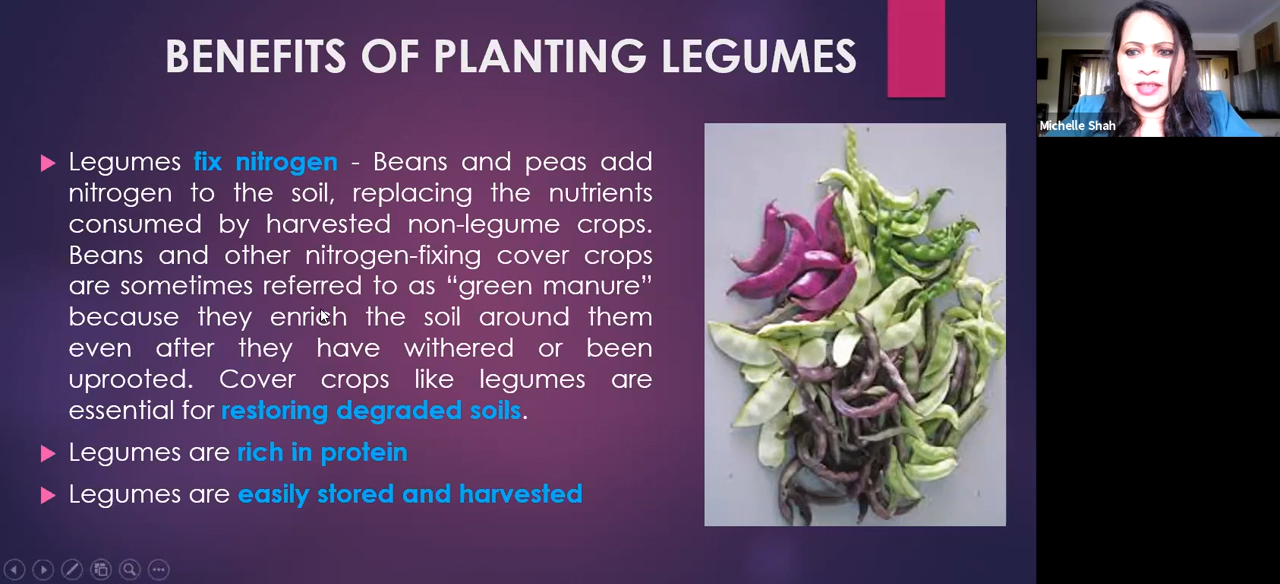 BENEFITS OF PLANTING LEGUMES
Legumes fix nitrogen - Beans and peas add
nitrogen to the soil, replacing the nutrients
consumed by harvested non-legume crops.
Beans and other nitrogen-fixing cover crops
are sometimes referred to as “green manure”
because they enrich the soil around them
even after they have withered or been
uprooted. Cover crops like legumes are
essential for restoring degraded soils.
Legumes are rich in protein
Legumes are easily stored and harvested
Michelle Shah